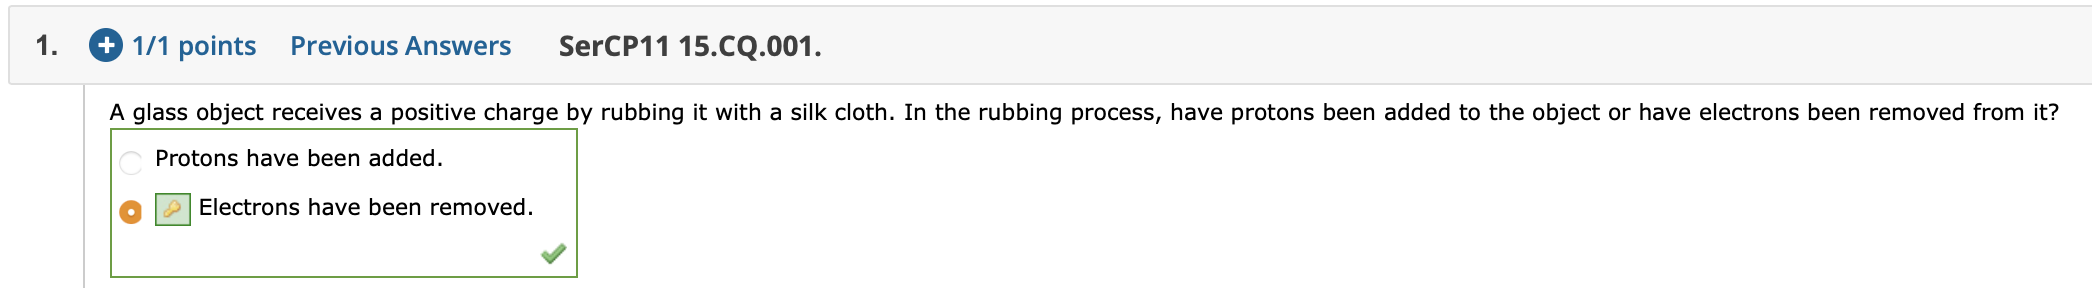 1. 1/1 points Previous Answers SerCP11 15.CQ.001.
A glass object receives a positive charge by rubbing it with a silk cloth. In the rubbing process, have protons been added to the object or have electrons been removed from it?
Protons have been added.
Electrons have been removed.